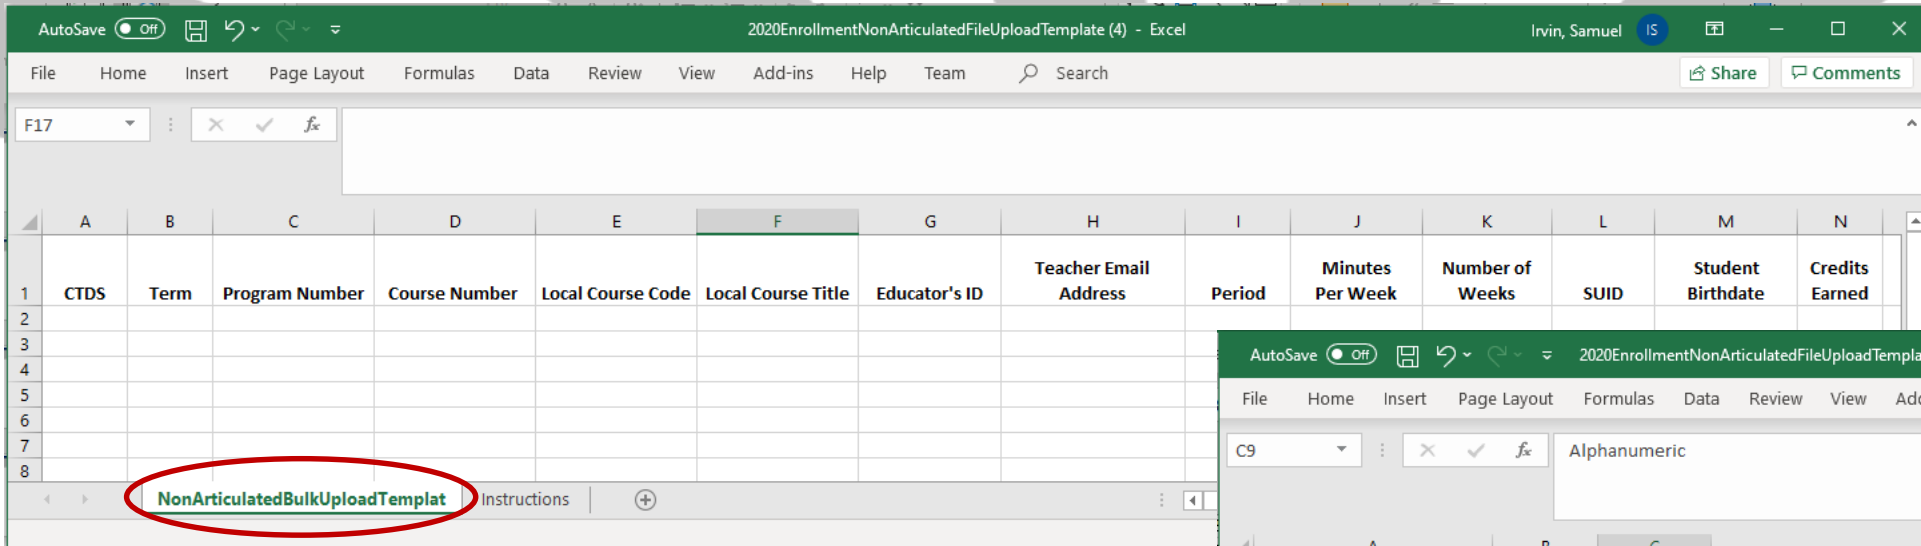 AutoSave Off 2020EnrollmentNonArticulatedFileUploadTemplate (4) - Excel Irvin, Samuel IS
File Home Insert Page Layout Formulas Data Review View Add-ins Help Team Search Share Comments
F17 fx
A B C D E F G H I J K L M N
1 CTDS Term Program Number Course Number Local Course Code Local Course Title Educator's ID Teacher Email Address Period Minutes Per Week Number of Weeks SUID Student Birthdate Credits Earned
2
3
4
5
6
7
8
NonArticulatedBulkUploadTemplat Instructions
AutoSave Off 2020EnrollmentNonArticulatedFileUploadTempla
File Home Insert Page Layout Formulas Data Review View Add
C9 fx Alphanumeric